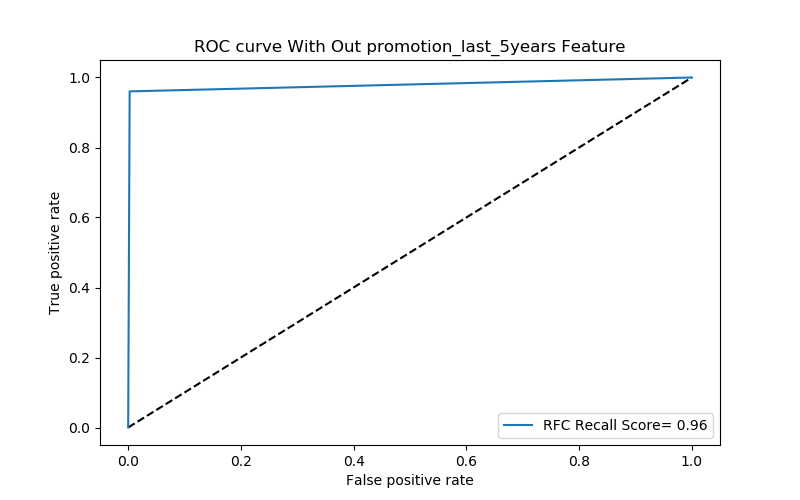 ROC curve With Out promotion_last_5years Feature
True positive rate
1.0
0.8
0.6
0.4
0.2
0.0
RFC Recall Score= 0.96
0.0 0.2 0.4 0.6 0.8 1.0
False positive rate